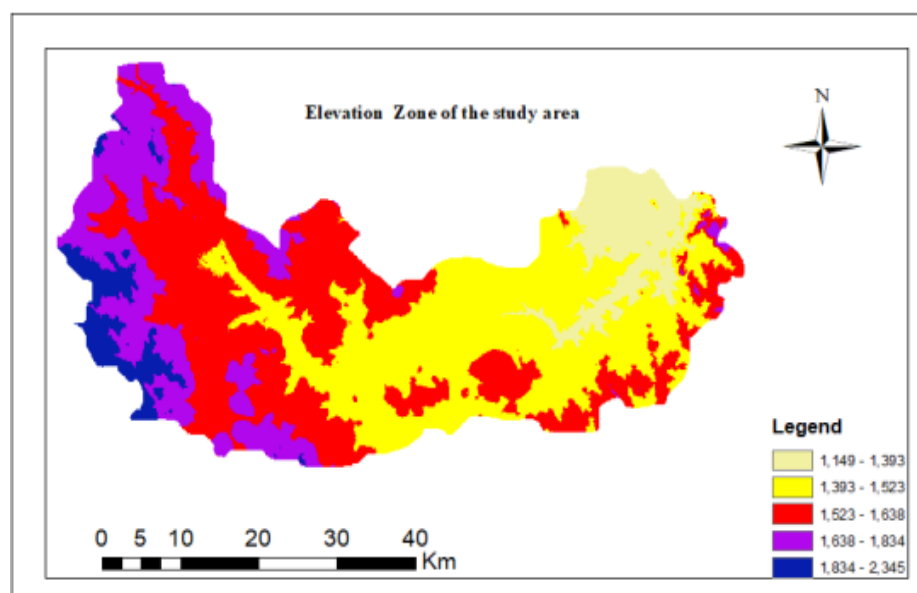 Elevation Zone of the study area
N
Legend
1,149 - 1,393
1,393 - 1,523
1,523 - 1,638
1,638 - 1,834
1,834 - 2,345
0 5 10 20 30 40
Km